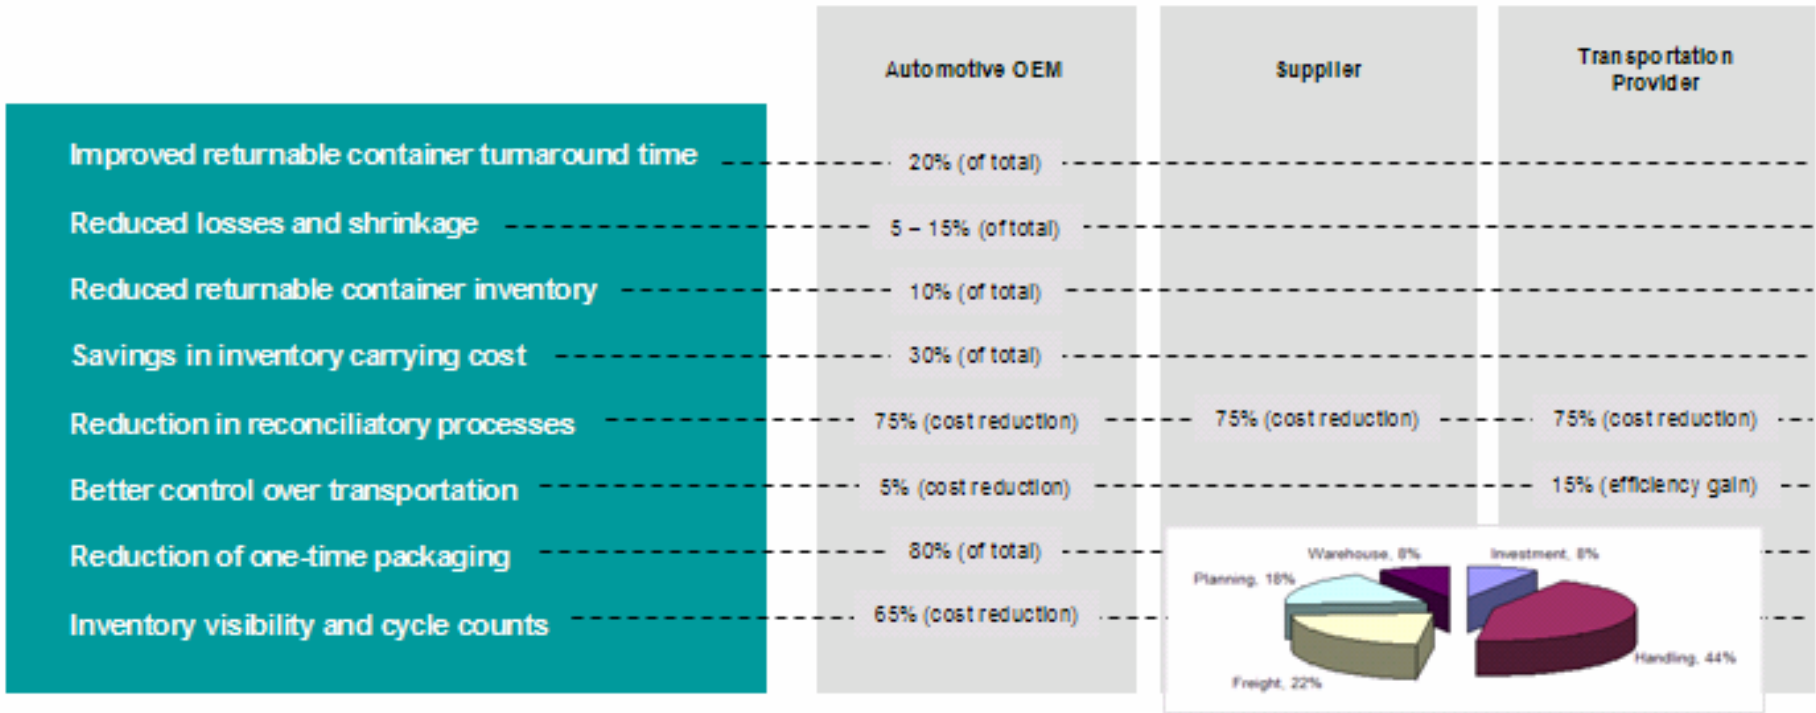 Automotive OEM
Supplier
Transportation
Provider
Improved returnable container turnaround time
20% (of total)
Reduced losses and shrinkage
5 – 15% (of total)
Reduced returnable container inventory
10% (of total)
Savings in inventory carrying cost
30% (of total)
Reduction in reconciliatory processes
75% (cost reduction)
75% (cost reduction)
75% (cost reduction)
Better control over transportation
5% (cost reduction)
15% (efficiency gain)
Reduction of one-time packaging
80% (of total)
Inventory visibility and cycle counts
65% (cost reduction)
Warehouse, 8%
Investment, 8%
Planning, 18%
Handling, 44%
Freight, 22%